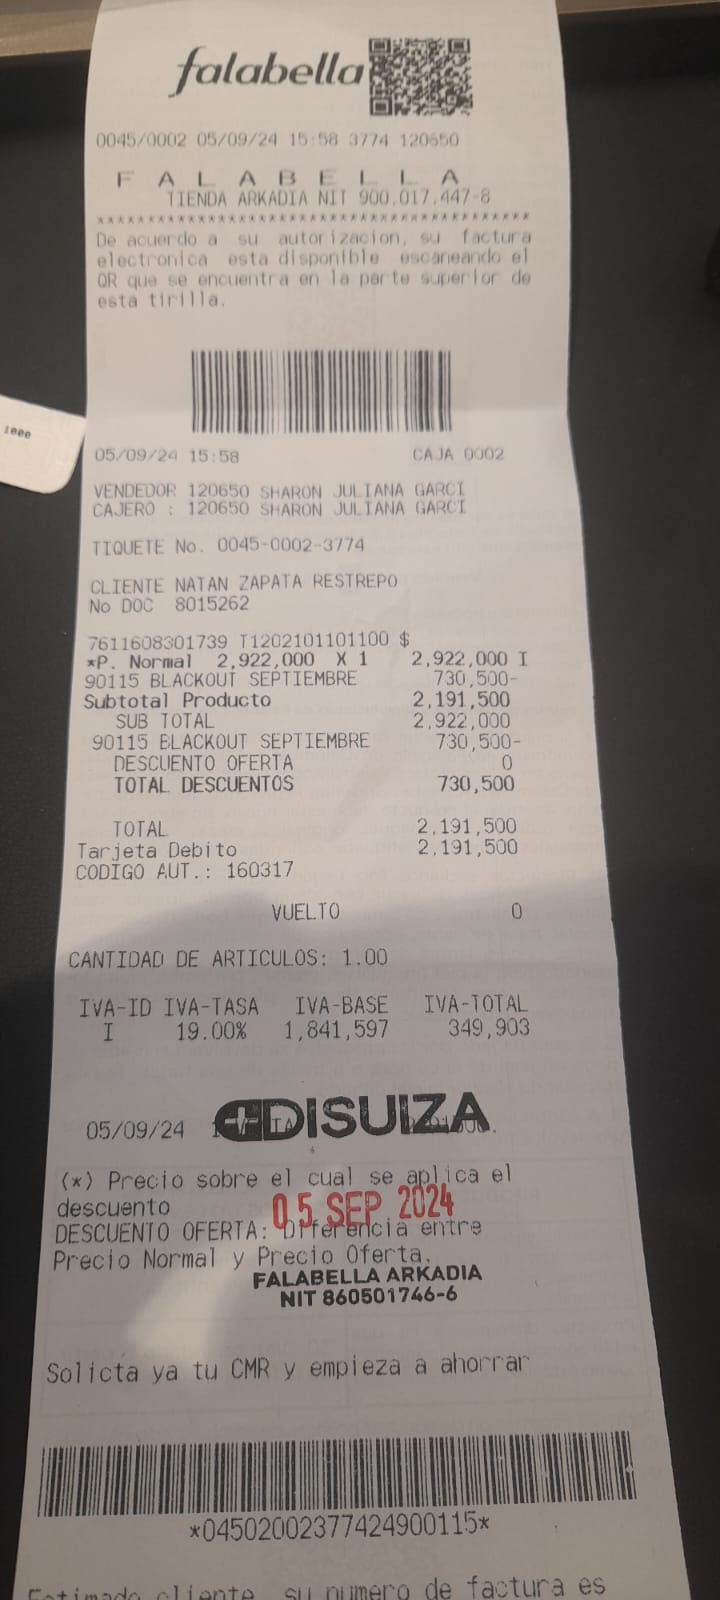 1000
falabella
0045/0002 05/09/24 15:58 3774 120650
F A L A B E L L A
TIENDA ARKADIA NIT 900.017.447-8
De acuerdo a su autorizacion, su factura
electronica esta disponible escaneando el
QR que se encuentra en la parte superior de
esta tirilla.
05/09/24 15:58 CAJA 0002
VENDEDOR 120650 SHARON JULIANA GARCI
CAJERO : 120650 SHARON JULIANA GARCI
TIQUETE No. 0045-0002-3774
CLIENTE NATAN ZAPATA RESTREPO
No DOC 8015262
7611608301739 T1202101101100 $
*P. Normal 2,922,000 X 1 2,922,000 I
90115 BLACKOUT SEPTIEMBRE 730,500-
Subtotal Producto 2,191,500
SUB TOTAL 2,922,000
90115 BLACKOUT SEPTIEMBRE 730,500-
DESCUENTO OFERTA 0
TOTAL DESCUENTOS 730,500
TOTAL 2,191,500
Tarjeta Debito 2,191,500
CODIGO AUT.: 160317
VUELTO 0
CANTIDAD DE ARTICULOS: 1.00
IVA-ID IVA-TASA IVA-BASE IVA-TOTAL
I 19.00% 1,841,597 349,903
05/09/24 DISUIZA
(*) Precio sobre el cual se aplica el
descuento 05 SEP 2024
DESCUENTO OFERTA: Diferencia entre
Precio Normal y Precio Oferta.
FALABELLA ARKADIA
NIT 860501746-6
Solicta ya tu CMR y empieza a ahorrar
*04502002377424900115*
Estimado cliente, su numero de factura es